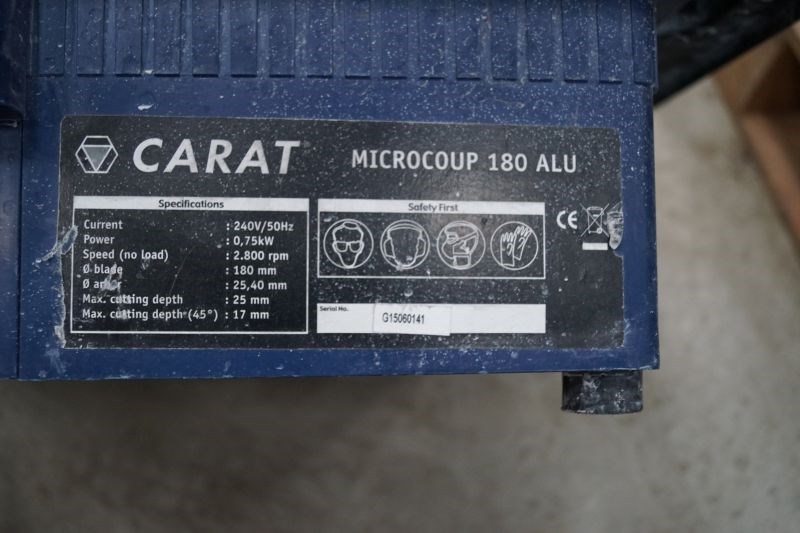 CARAT
MICROCOUP 180 ALU
Specifications
Current : 240V/50Hz
Power : 0,75kW
Speed (no load) : 2.800 rpm
Ø blade : 180 mm
Ø : 25,40 mm
Max. cutting depth : 25 mm
Max. cutting depth (45°) : 17 mm
Safety First
CE
Serial No. G15060141